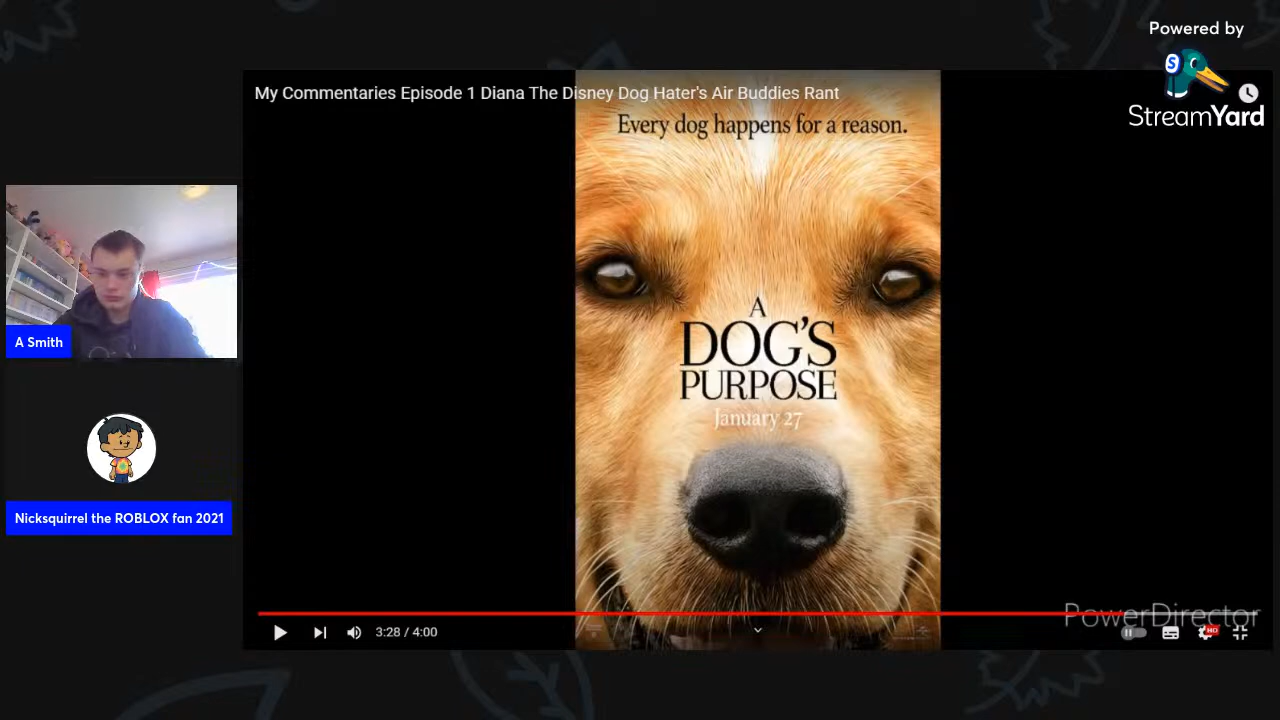 Powered by
S
StreamYard
My Commentaries Episode 1 Diana The Disney Dog Hater's Air Buddies Rant
Every dog happens for a reason.
A
DOG'S
PURPOSE
January 27
A Smith
Nicksquirrel the ROBLOX fan 2021
PowerDirector
3:28 / 4:00
HD